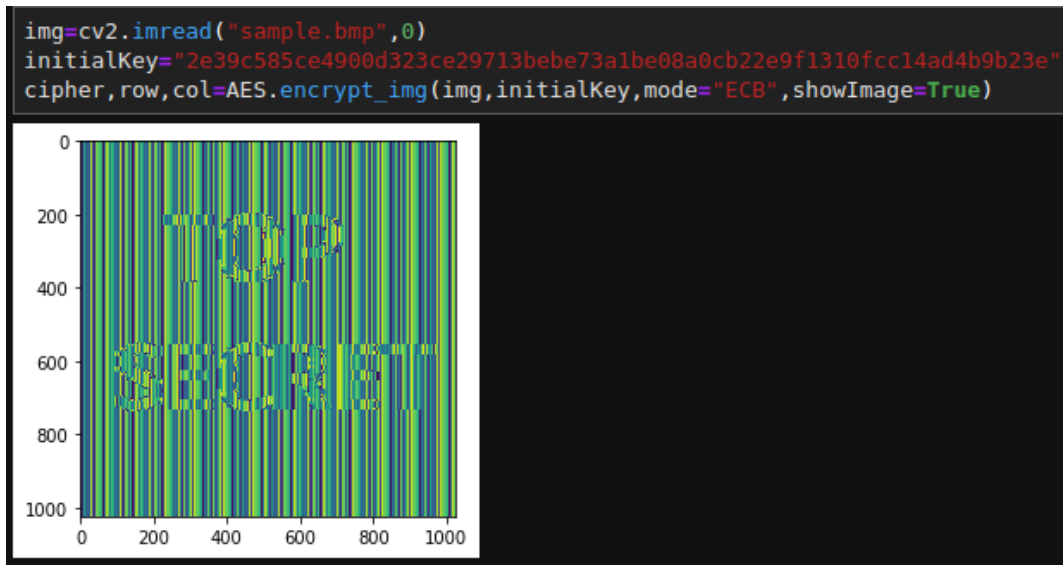 img=cv2.imread("sample.bmp",0)
initialKey="2e39c585ce4900d323ce29713bebe73a1be08a0cb22e9f1310fcc14ad4b9b23e"
cipher,row,col=AES.encrypt_img(img,initialKey,mode="ECB",showImage=True)
0
200
TOP
400
600
SECRET
800
1000
0 200 400 600 800 1000